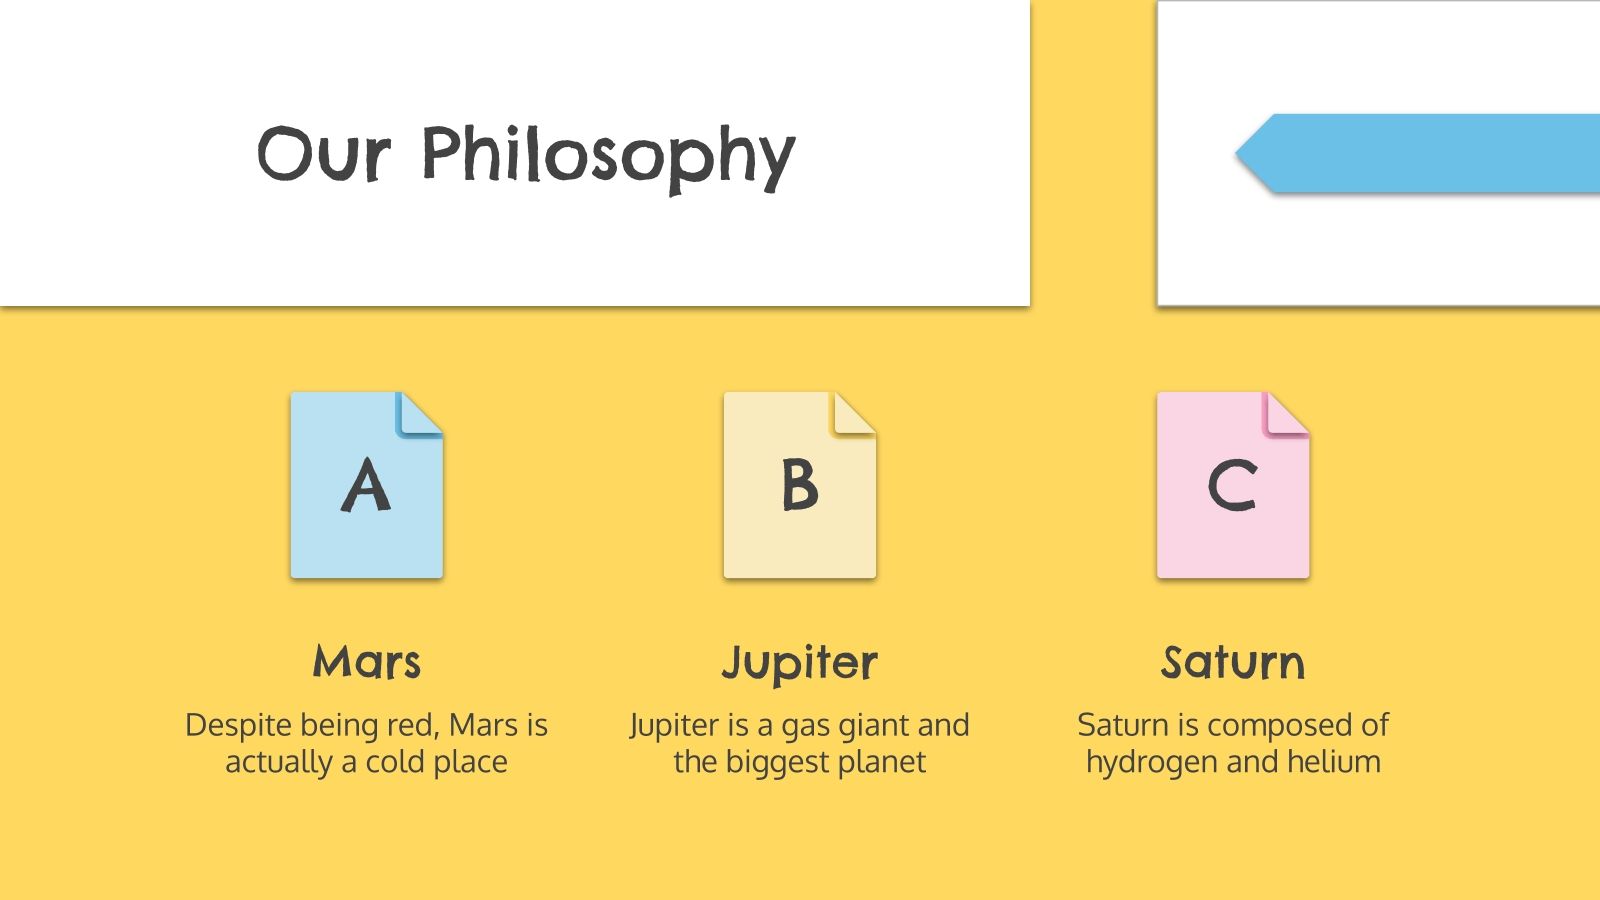 Our Philosophy
A
B
C
Mars
Despite being red, Mars is
actually a cold place
Jupiter
Jupiter is a gas giant and
the biggest planet
Saturn
Saturn is composed of
hydrogen and helium